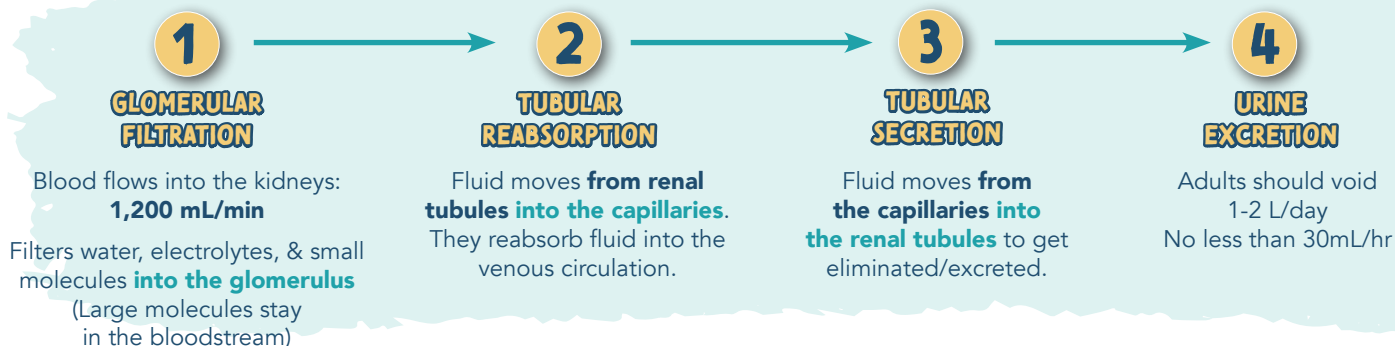 1
GLOMERULAR
FILTRATION
Blood flows into the kidneys:
1,200 mL/min
Filters water, electrolytes, & small
molecules into the glomerulus
(Large molecules stay
in the bloodstream)
2
TUBULAR
REABSORPTION
Fluid moves from renal
tubules into the capillaries.
They reabsorb fluid into the
venous circulation.
3
TUBULAR
SECRETION
Fluid moves from
the capillaries into
the renal tubules to get
eliminated/excreted.
4
URINE
EXCRETION
Adults should void
1-2 L/day
No less than 30mL/hr